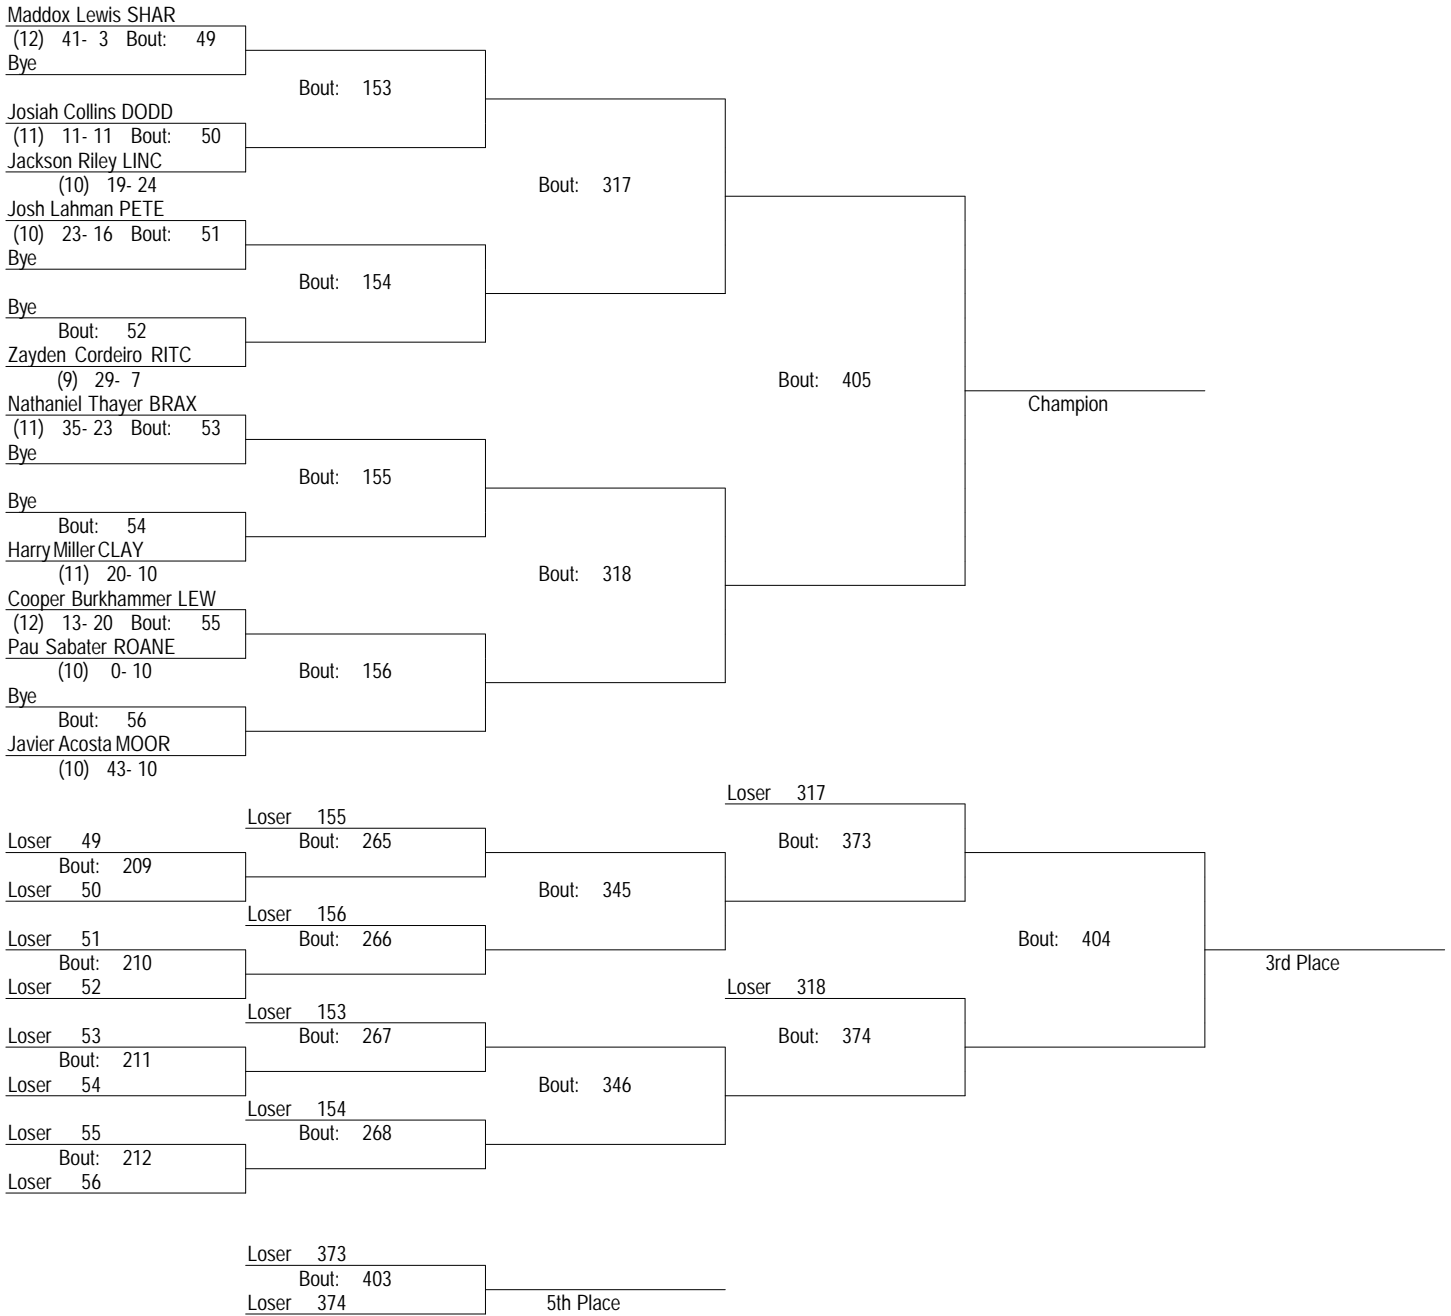 Maddox Lewis SHAR
(12) 41- 3 Bout: 49
Bye
Bout: 153
Josiah Collins DODD
(11) 11- 11 Bout: 50
Jackson Riley LINC
(10) 19- 24
Bout: 317
Josh Lahman PETE
(10) 23- 16 Bout: 51
Bye
Bout: 154
Bye
Bout: 52
Zayden Cordeiro RITC
(9) 29- 7
Bout: 405
Champion
Nathaniel Thayer BRAX
(11) 35- 23 Bout: 53
Bye
Bout: 155
Bye
Bout: 54
Harry Miller CLAY
(11) 20- 10
Bout: 318
Cooper Burkhammer LEW
(12) 13- 20 Bout: 55
Pau Sabater ROANE
(10) 0- 10
Bout: 156
Bye
Bout: 56
Javier Acosta MOOR
(10) 43- 10
Loser 317
Loser 155
Loser 49
Bout: 265
Bout: 373
Bout: 209
Loser 50
Bout: 345
Loser 156
Loser 51
Bout: 266
Bout: 404
Bout: 210
3rd Place
Loser 52
Loser 318
Loser 153
Loser 53
Bout: 267
Bout: 374
Bout: 211
Loser 54
Bout: 346
Loser 154
Loser 55
Bout: 268
Bout: 212
Loser 56
Loser 373
Bout: 403
Loser 374
5th Place